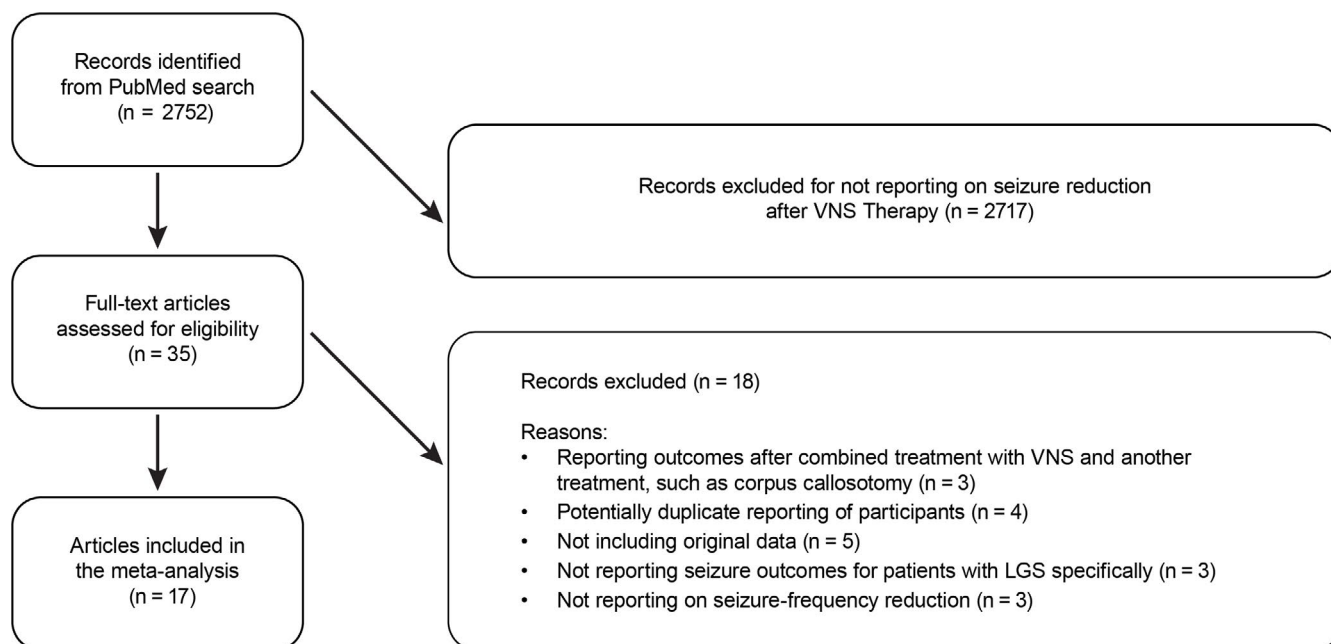 Records identified
from PubMed search
(n = 2752)
Records excluded for not reporting on seizure reduction
after VNS Therapy (n = 2717)
Full-text articles
assessed for eligibility
(n = 35)
Records excluded (n = 18)
Reasons:
• Reporting outcomes after combined treatment with VNS and another
treatment, such as corpus callosotomy (n = 3)
• Potentially duplicate reporting of participants (n = 4)
• Not including original data (n = 5)
• Not reporting seizure outcomes for patients with LGS specifically (n = 3)
• Not reporting on seizure-frequency reduction (n = 3)
Articles included in
the meta-analysis
(n = 17)